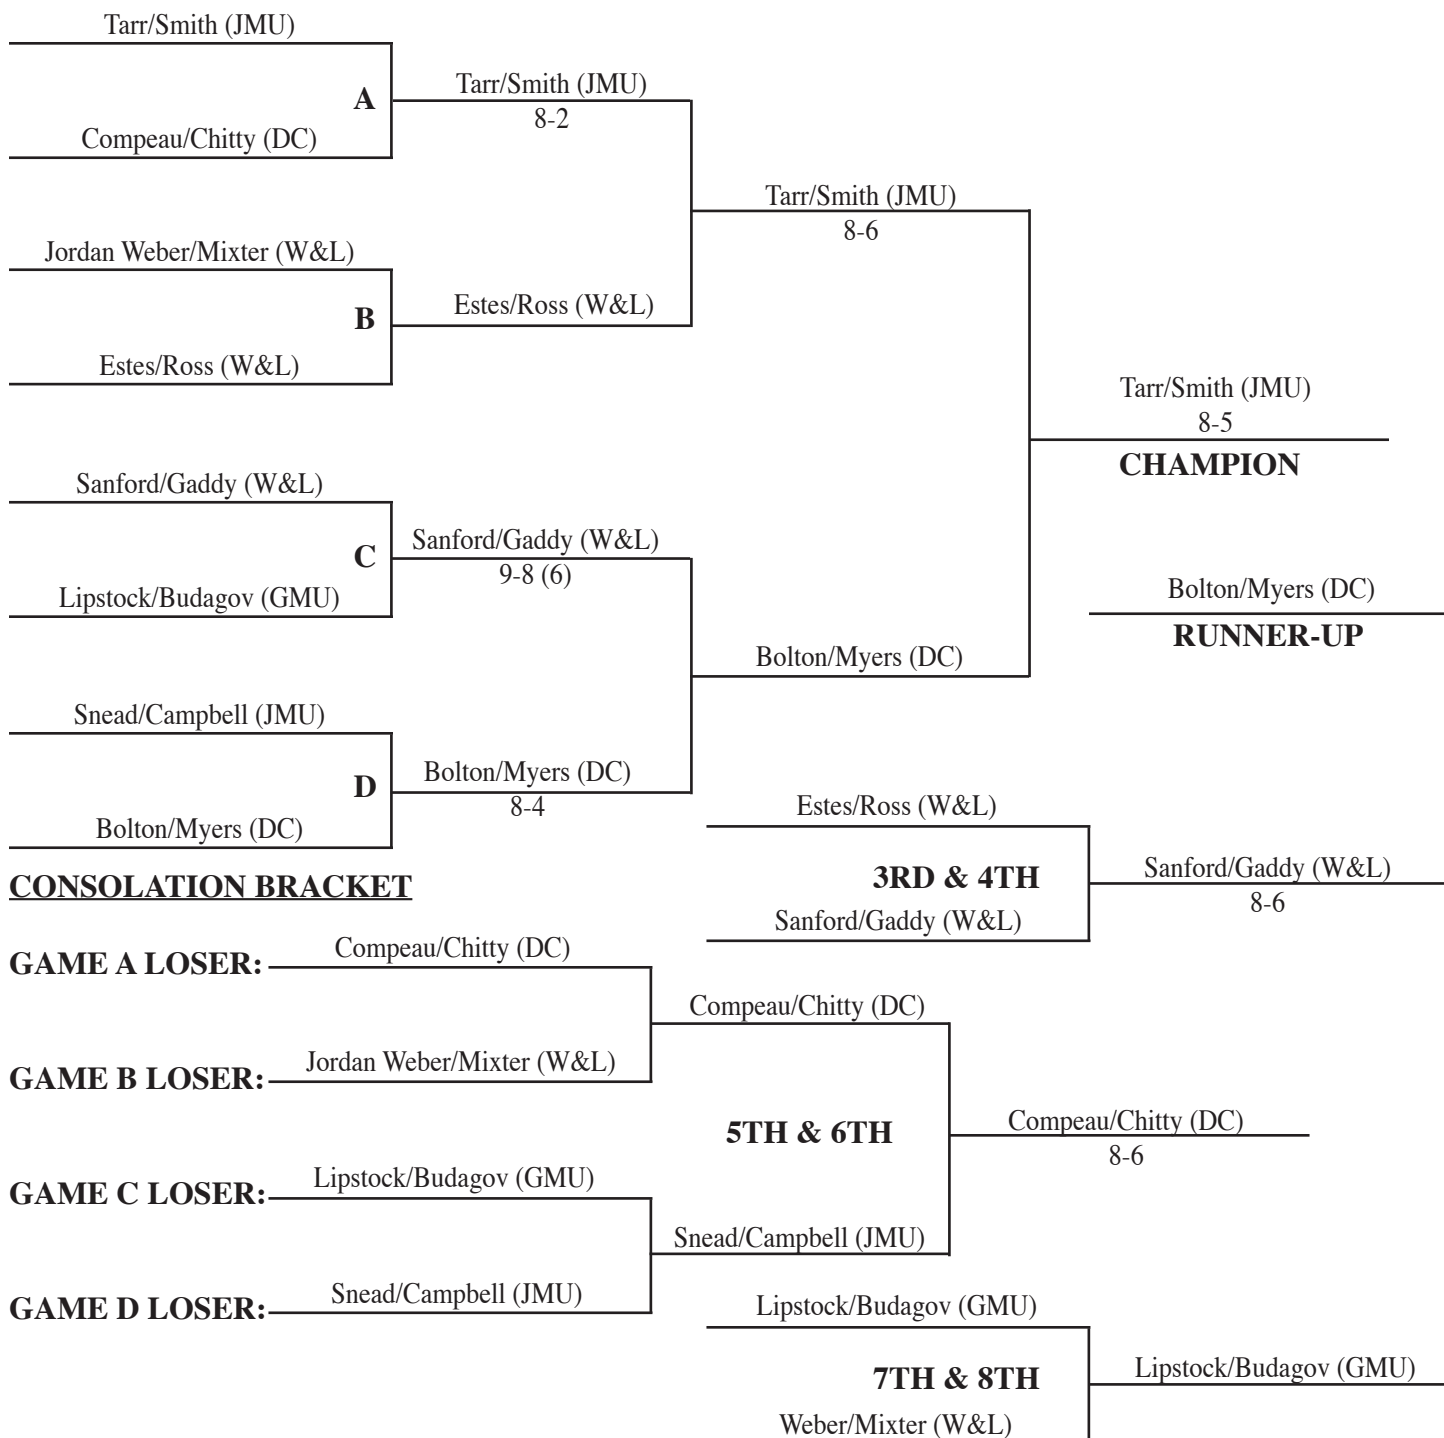 Tarr/Smith (JMU)
A
Compeau/Chitty (DC)
Tarr/Smith (JMU)
8-2
Jordan Weber/Mixter (W&L)
B
Estes/Ross (W&L)
Estes/Ross (W&L)
Tarr/Smith (JMU)
8-6
Sanford/Gaddy (W&L)
C
Lipstock/Budagov (GMU)
Sanford/Gaddy (W&L)
9-8 (6)
Snead/Campbell (JMU)
D
Bolton/Myers (DC)
Bolton/Myers (DC)
8-4
Bolton/Myers (DC)
Tarr/Smith (JMU)
8-5
CHAMPION
Bolton/Myers (DC)
RUNNER-UP
Estes/Ross (W&L)
3RD & 4TH
Sanford/Gaddy (W&L)
Sanford/Gaddy (W&L)
8-6
CONSOLATION BRACKET
GAME A LOSER: Compeau/Chitty (DC)
GAME B LOSER: Jordan Weber/Mixter (W&L)
Compeau/Chitty (DC)
GAME C LOSER: Lipstock/Budagov (GMU)
GAME D LOSER: Snead/Campbell (JMU)
Snead/Campbell (JMU)
5TH & 6TH
Compeau/Chitty (DC)
8-6
Lipstock/Budagov (GMU)
7TH & 8TH
Weber/Mixter (W&L)
Lipstock/Budagov (GMU)